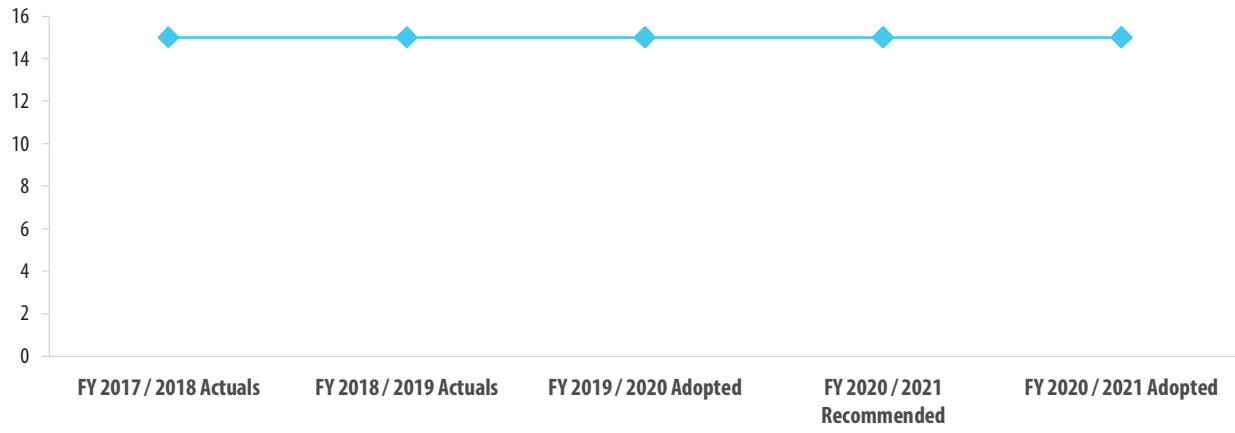 16
14
12
10
8
6
4
2
0
FY 2017 / 2018 Actuals
FY 2018 / 2019 Actuals
FY 2019 / 2020 Adopted
FY 2020 / 2021
Recommended
FY 2020 / 2021 Adopted